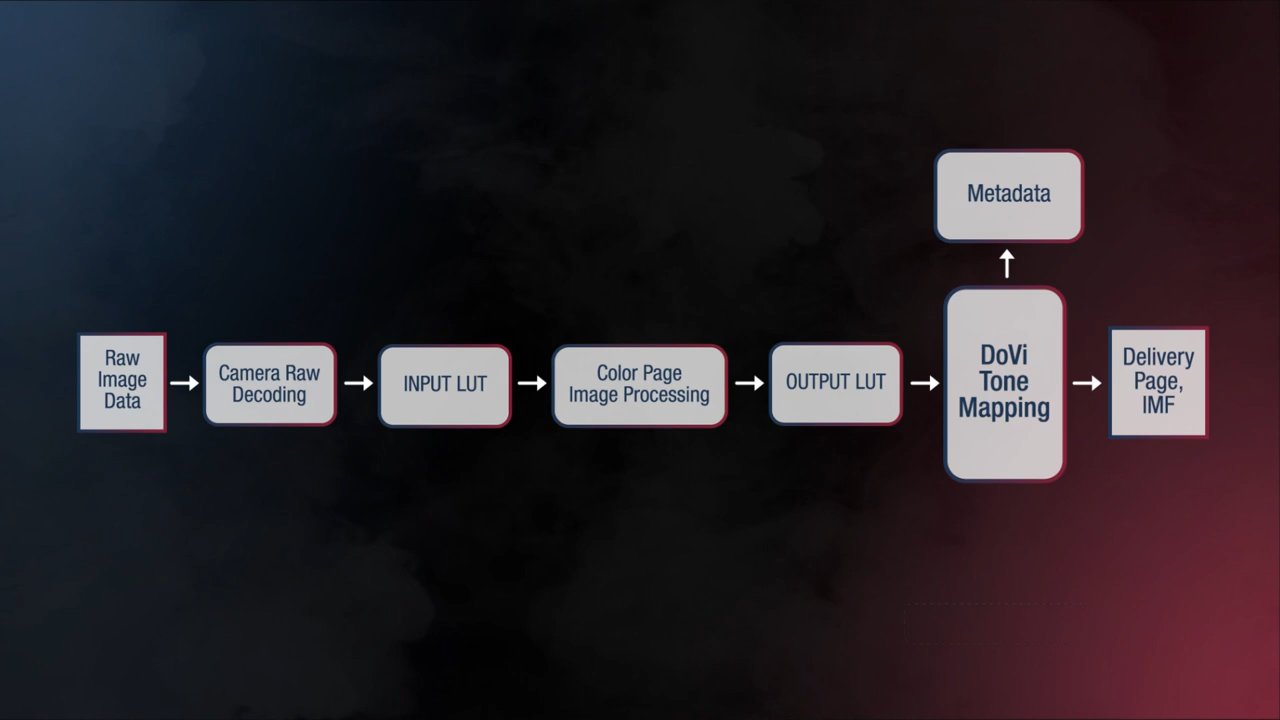 Metadata
Raw
Image
Data
Camera Raw
Decoding
INPUT LUT
Color Page
Image Processing
OUTPUT LUT
DoVi
Tone
Mapping
Delivery
Page,
IMF